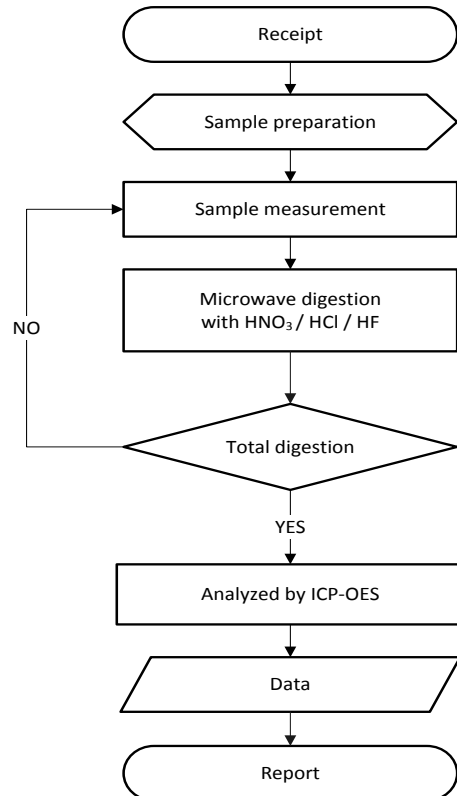 Receipt
Sample preparation
Sample measurement
Microwave digestion
with HNO₃ / HCl / HF
NO
Total digestion
YES
Analyzed by ICP-OES
Data
Report